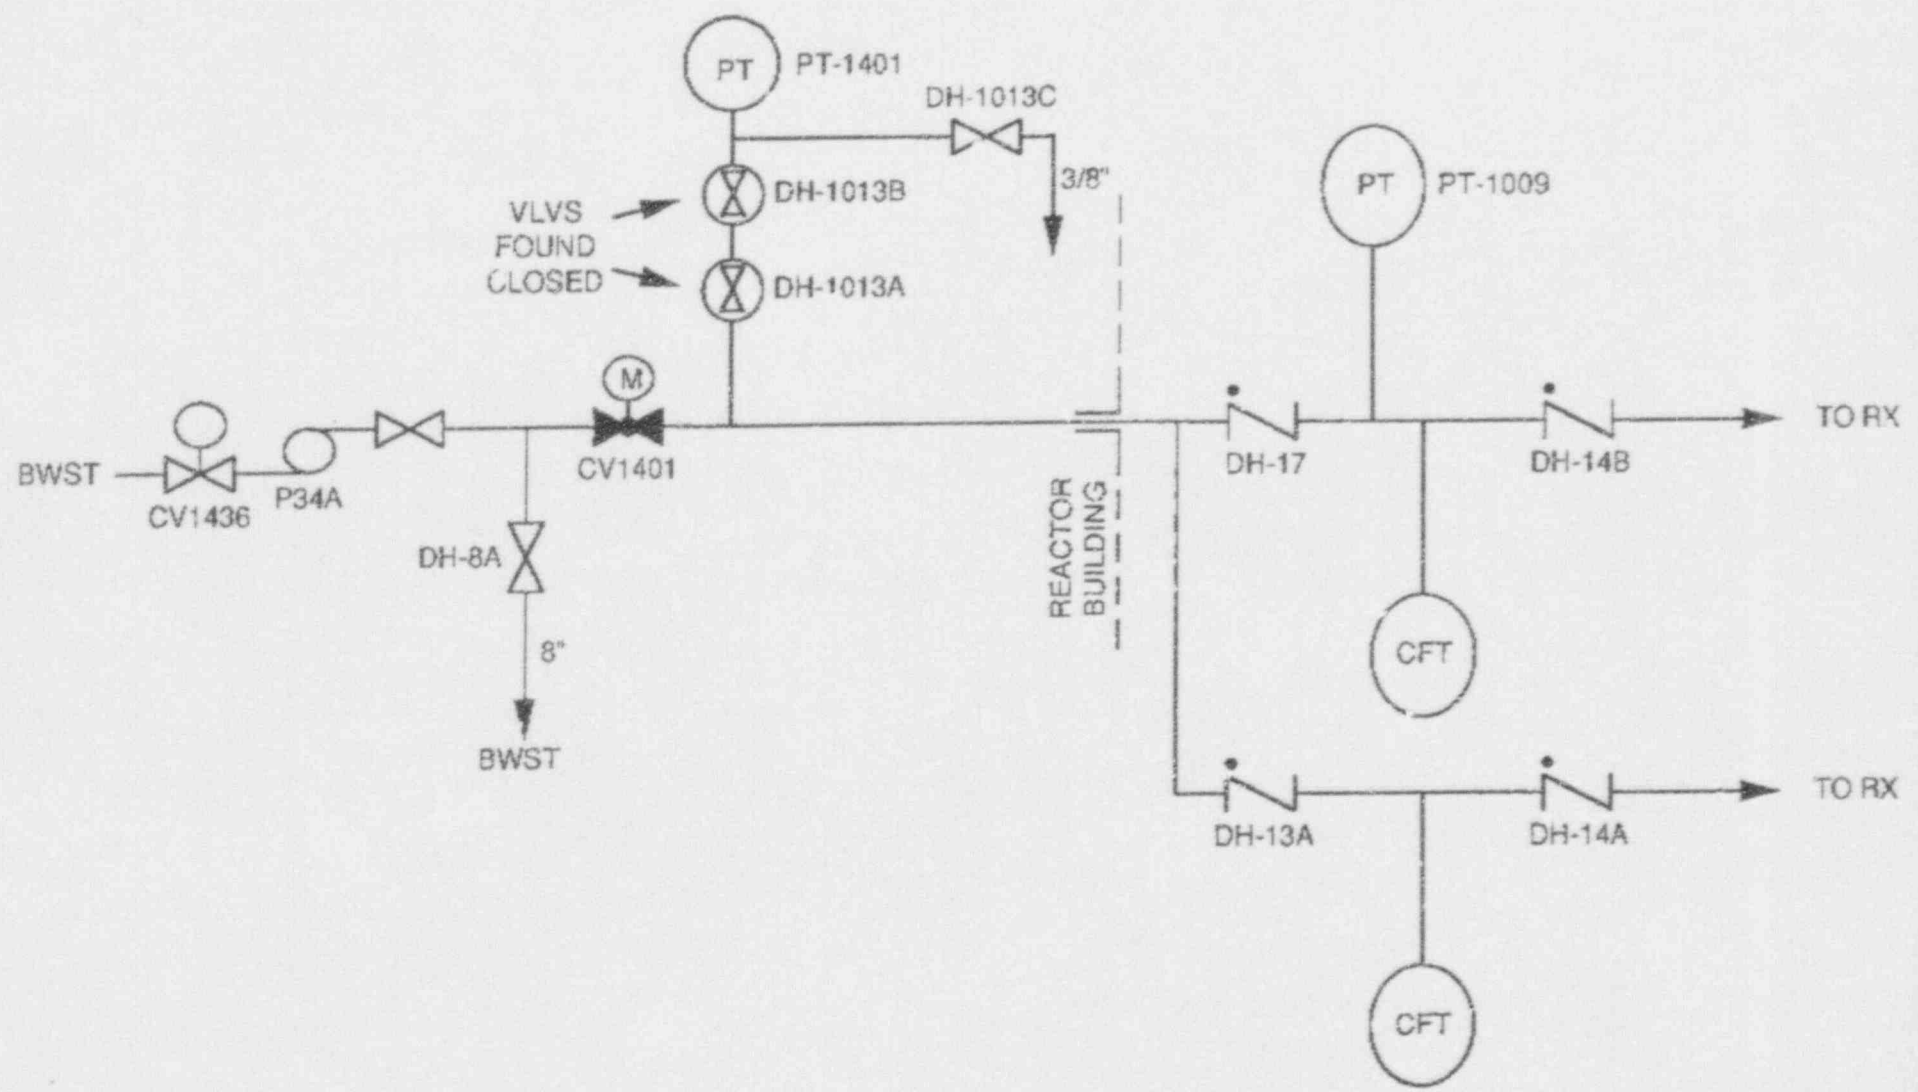 PT
PT-1401
DH-1013C
3/8"
DH-1013B
VLVS
FOUND
CLOSED
DH-1013A
PT
PT-1009
M
CV1401
BWST
CV1436
P34A
DH-8A
8"
BWST
REACTOR
BUILDING
DH-17
DH-14B
TO RX
CFT
DH-13A
DH-14A
TO RX
CFT